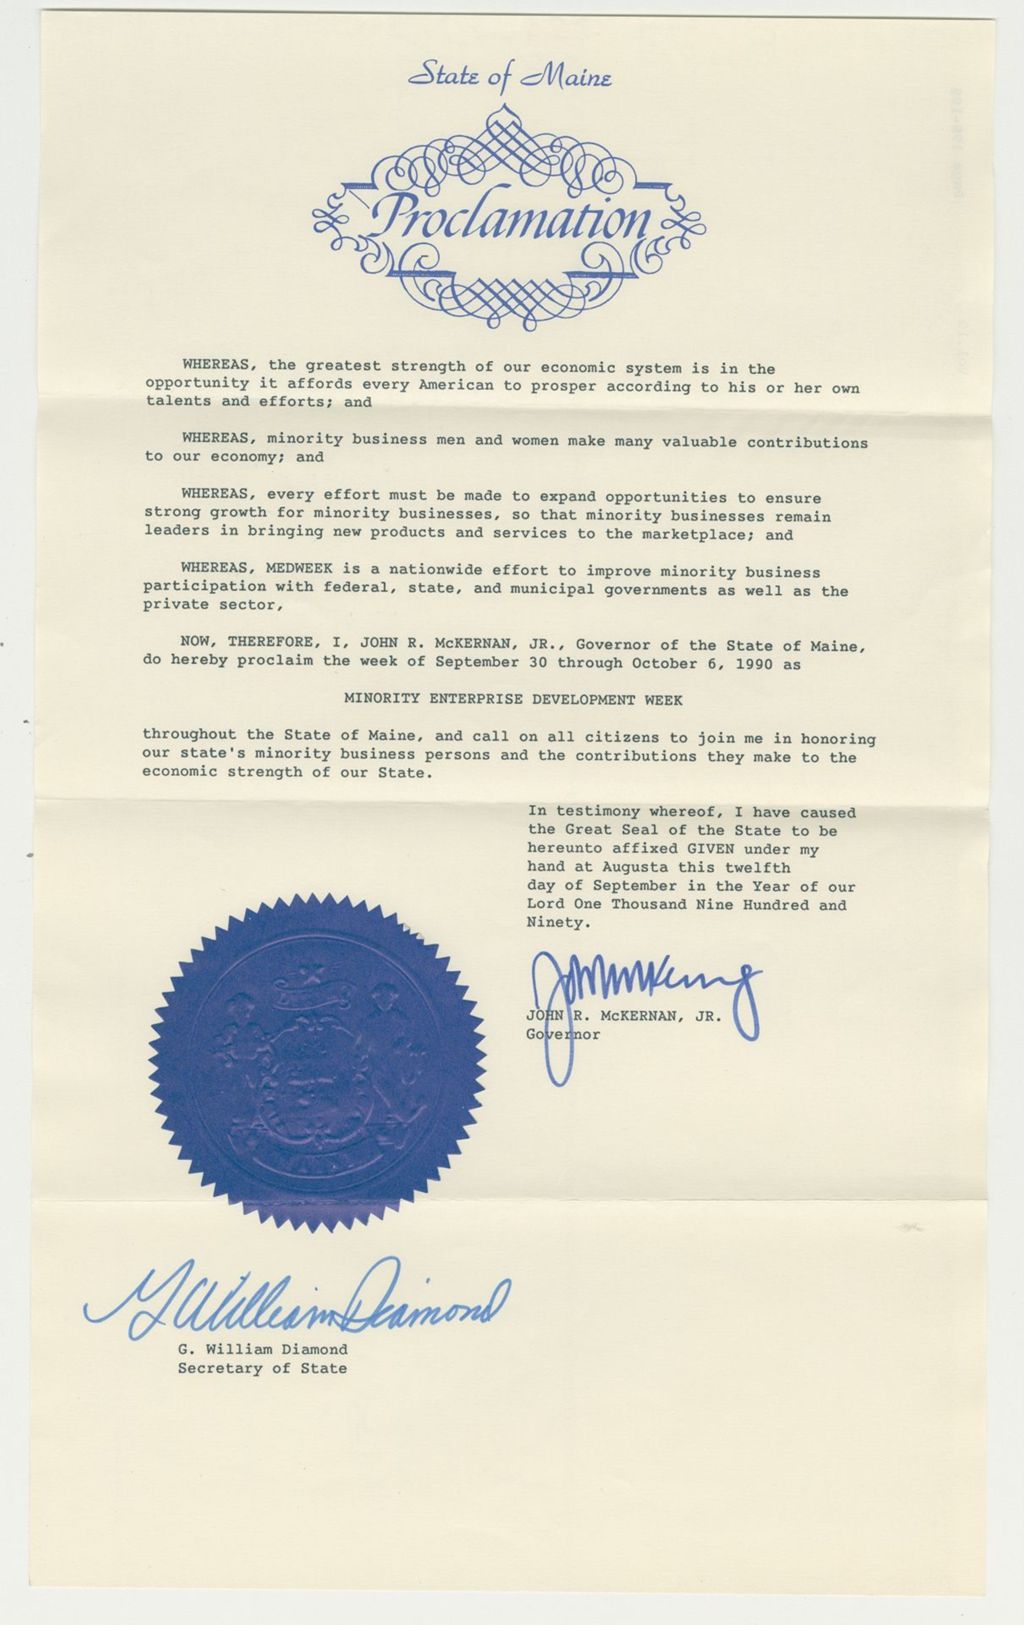 State of Maine
Proclamation
WHEREAS, the greatest strength of our economic system is in the
opportunity it affords every American to prosper according to his or her own
talents and efforts; and
WHEREAS, minority business men and women make many valuable contributions
to our economy; and
WHEREAS, every effort must be made to expand opportunities to ensure
strong growth for minority businesses, so that minority businesses remain
leaders in bringing new products and services to the marketplace; and
WHEREAS, MEDWEEK is a nationwide effort to improve minority business
participation with federal, state, and municipal governments as well as the
private sector,
NOW, THEREFORE, I, JOHN R. McKERNAN, JR., Governor of the State of Maine,
do hereby proclaim the week of September 30 through October 6, 1990 as
MINORITY ENTERPRISE DEVELOPMENT WEEK
throughout the State of Maine, and call on all citizens to join me in honoring
our state's minority business persons and the contributions they make to the
economic strength of our State.
In testimony whereof, I have caused
the Great Seal of the State to be
hereunto affixed GIVEN under my
hand at Augusta this twelfth
day of September in the Year of our
Lord One Thousand Nine Hundred and
Ninety.
JOHN R. McKERNAN, JR.
Governor
MAINE
G William Diamond
G. William Diamond
Secretary of State